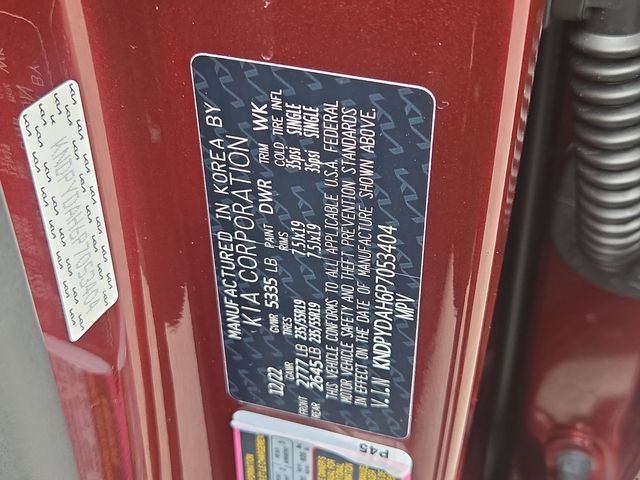 MANUFACTURED IN KOREA BY
KIA CORPORATION
12/22 GVWR 5335 LB PAINT DWR TRIM WK
GAWR TIRES RIMS COLD TIRE INFL
FRONT 2777 LB 235/55R19 7.5Jx19 35psi SINGLE
REAR 2645 LB 235/55R19 7.5Jx19 35psi SINGLE
THIS VEHICLE CONFORMS TO ALL APPLICABLE U.S.A. FEDERAL
MOTOR VEHICLE SAFETY AND THEFT PREVENTION STANDARDS
IN EFFECT ON THE DATE OF MANUFACTURE SHOWN ABOVE.
V.I.N KNDPYDAH6P7053404
MPV
P45